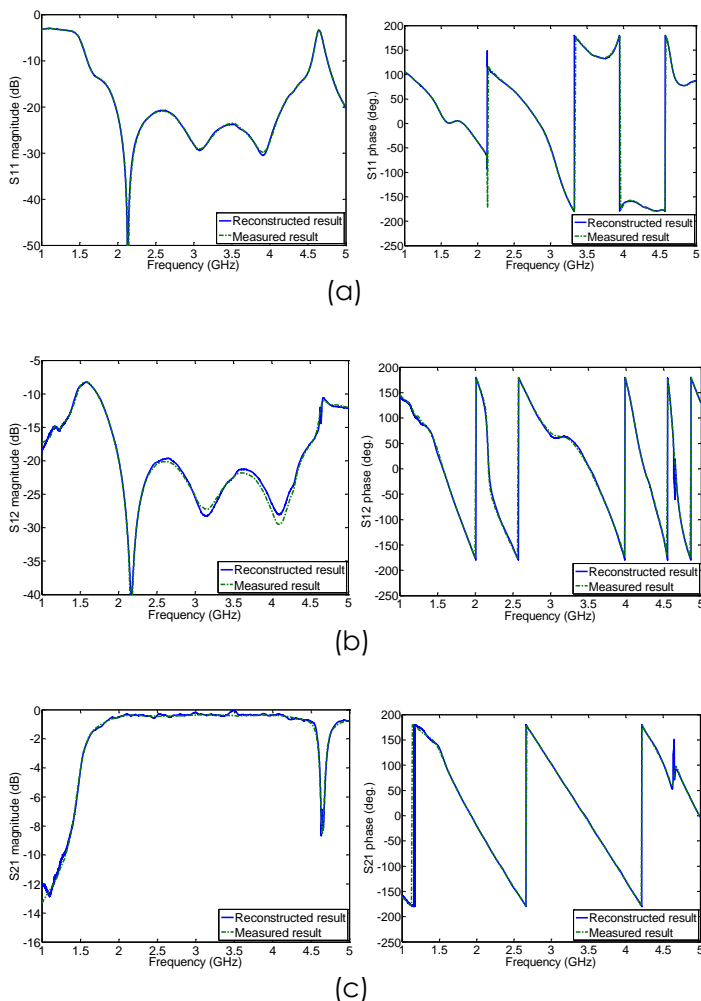 0
-10
-20
-30
-40
-50
S11 magnitude (dB)
1 1.5 2 2.5 3 3.5 4 4.5 5
Frequency (GHz)
Reconstructed result
Measured result
200
150
100
50
0
-50
-100
-150
-200
-250
S11 phase (deg.)
1 1.5 2 2.5 3 3.5 4 4.5 5
Frequency (GHz)
Reconstructed result
Measured result
(a)
-5
-10
-15
-20
-25
-30
-35
-40
S12 magnitude (dB)
1 1.5 2 2.5 3 3.5 4 4.5 5
Frequency (GHz)
Reconstructed result
Measured result
200
150
100
50
0
-50
-100
-150
-200
-250
S12 phase (deg.)
1 1.5 2 2.5 3 3.5 4 4.5 5
Frequency (GHz)
Reconstructed result
Measured result
(b)
0
-2
-4
-6
-8
-10
-12
-14
-16
S21 magnitude (dB)
1 1.5 2 2.5 3 3.5 4 4.5 5
Frequency (GHz)
Reconstructed result
Measured result
200
150
100
50
0
-50
-100
-150
-200
-250
S21 phase (deg.)
1 1.5 2 2.5 3 3.5 4 4.5 5
Frequency (GHz)
Reconstructed result
Measured result
(c)